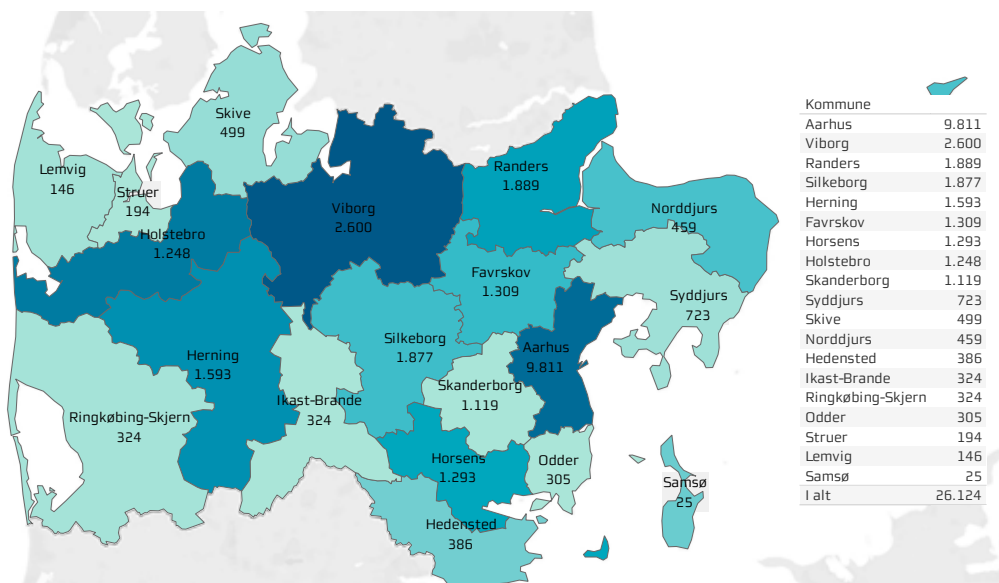 Skive
499
Lemvig
146
Struer
194
Holstebro
1.248
Viborg
2.600
Randers
1.889
Norddjurs
459
Favrskov
1.309
Syddjurs
723
Silkeborg
1.877
Aarhus
9.811
Herning
1.593
Skanderborg
1.119
Ikast-Brande
324
Ringkøbing-Skjern
324
Horsens
1.293
Odder
305
Samsø
25
Hedensted
386
Kommune
Aarhus 9.811
Viborg 2.600
Randers 1.889
Silkeborg 1.877
Herning 1.593
Favrskov 1.309
Horsens 1.293
Holstebro 1.248
Skanderborg 1.119
Syddjurs 723
Skive 499
Norddjurs 459
Hedensted 386
Ikast-Brande 324
Ringkøbing-Skjern 324
Odder 305
Struer 194
Lemvig 146
Samsø 25
I alt 26.124